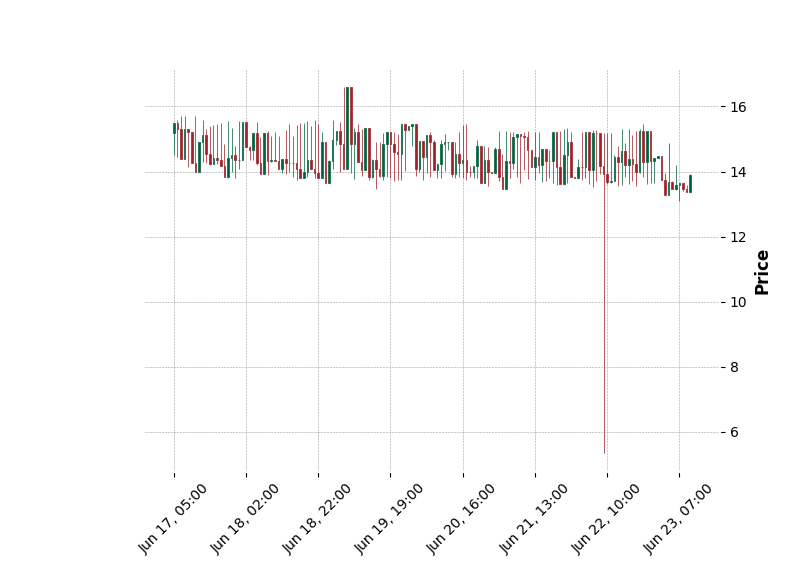 16
14
12
10
8
6
Price
Jun 17, 05:00
Jun 18, 02:00
Jun 18, 22:00
Jun 19, 19:00
Jun 20, 16:00
Jun 21, 13:00
Jun 22, 10:00
Jun 23, 07:00